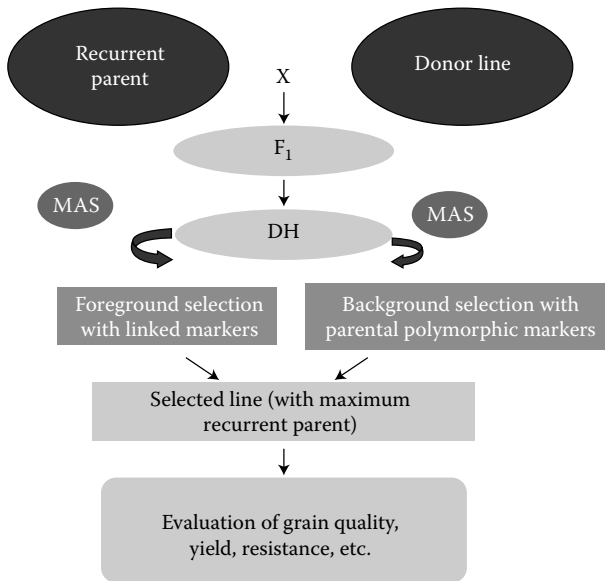 Recurrent
parent
Donor line
X
F1
MAS
MAS
DH
Foreground selection
with linked markers
Background selection with
parental polymorphic markers
Selected line (with maximum
recurrent parent)
Evaluation of grain quality,
yield, resistance, etc.